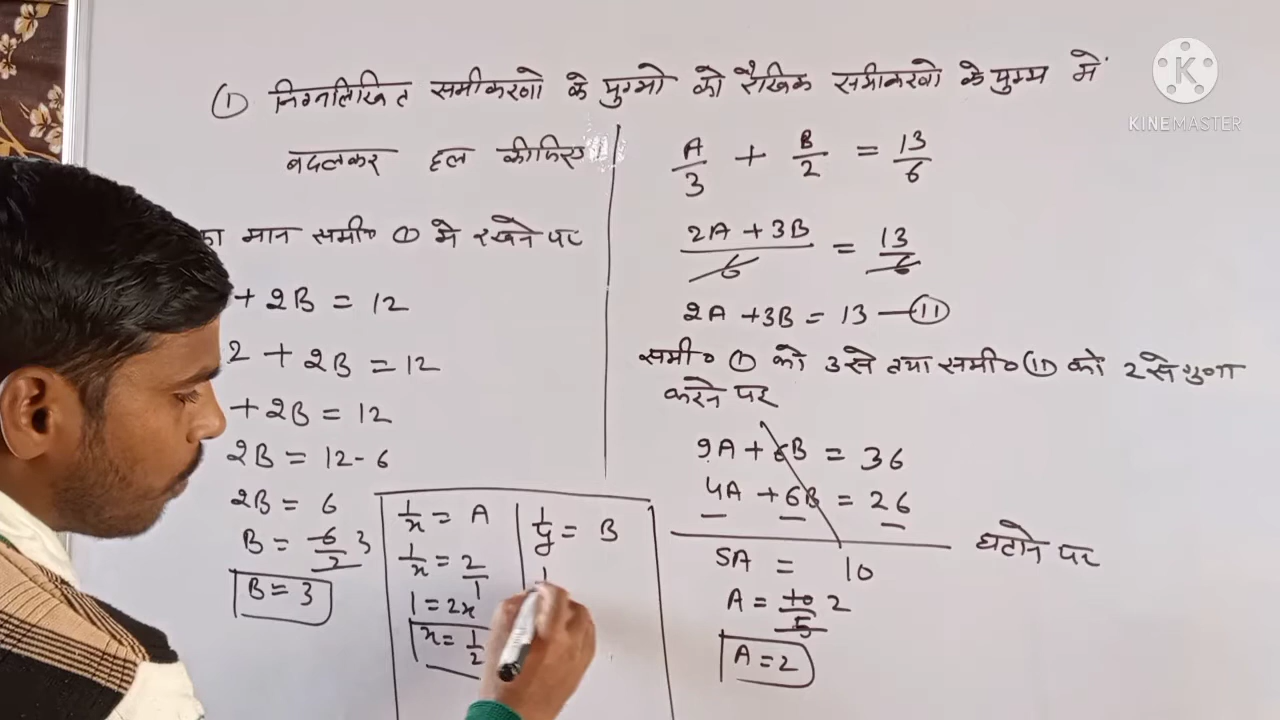 ① निम्नलिखित समीकरणो के युग्मो को रैखिक समीकरणो के युग्म में
बदलकर हल कीजिए
का मान समी० ① मे रखने पर
+ 2B = 12
2 + 2B = 12
+ 2B = 12
2B = 12 - 6
2B = 6
B = 6/2 3
B = 3
1/x = A
1/x = 2/1
1 = 2x
x = 1/2
1/y = B
1
A/3 + B/2 = 13/6
(2A + 3B)/6 = 13/6
2A + 3B = 13 — ⑪
समी० ① को 3 से तथा समी० ⑪ को 2 से गुणा
करने पर
9A + 6B = 36
4A + 6B = 26
घटाने पर
5A = 10
A = 10/5 2
A = 2
KINEMASTER